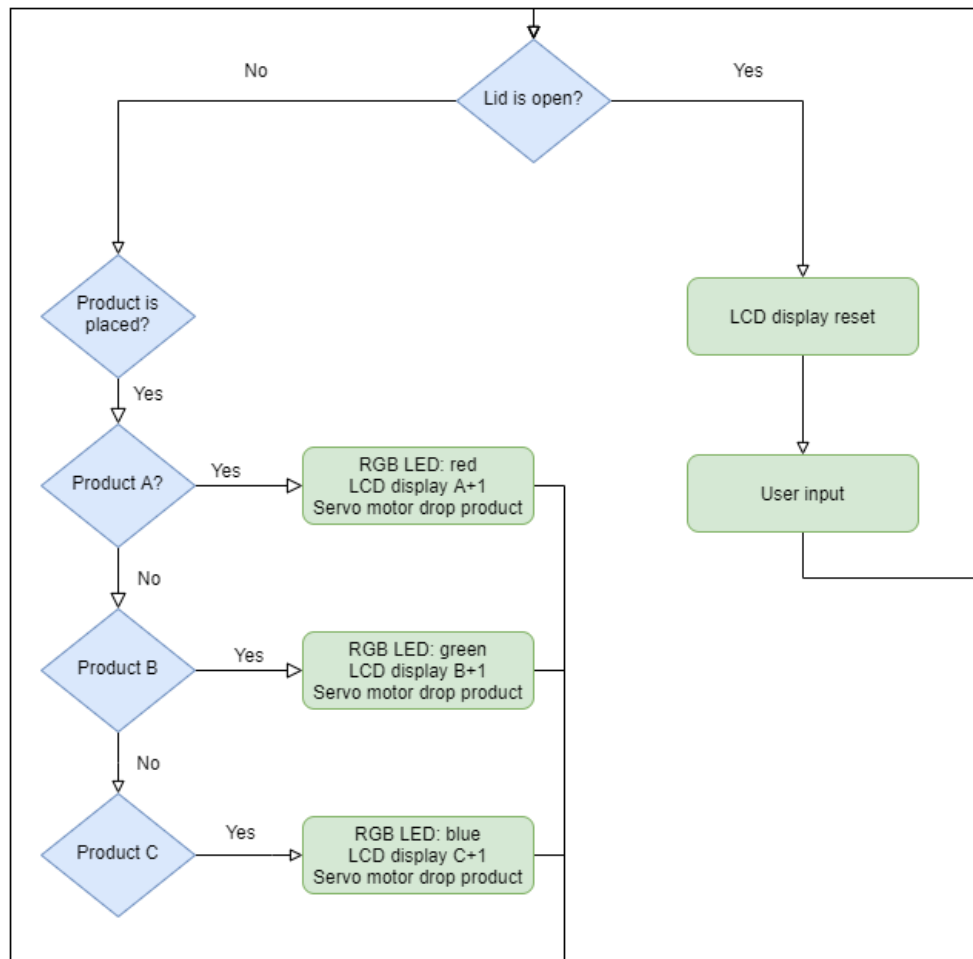 No
Yes
Lid is open?
Product is
placed?
LCD display reset
Yes
Product A?
Yes
RGB LED: red
LCD display A+1
Servo motor drop product
User input
No
Product B
Yes
RGB LED: green
LCD display B+1
Servo motor drop product
No
Product C
Yes
RGB LED: blue
LCD display C+1
Servo motor drop product